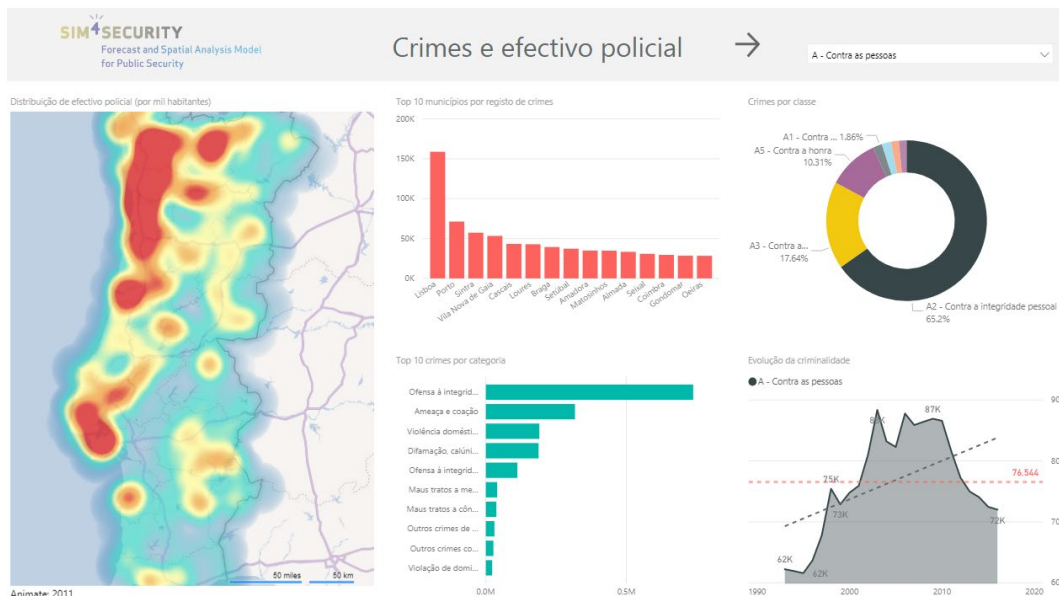 SIM4SECURITY
Forecast and Spatial Analysis Model
for Public Security
Crimes e efectivo policial
A - Contra as pessoas
Distribuição de efectivo policial (por mil habitantes)
50 miles
50 km
Animate: 2011
Top 10 municípios por registo de crimes
200K
150K
100K
50K
0K
Lisboa
Porto
Sintra
Vila Nova de Gaia
Cascais
Loures
Braga
Setúbal
Amadora
Matosinhos
Almada
Seixal
Coimbra
Gondomar
Oeiras
Crimes por classe
A1 - Contra ... 1.86%
A5 - Contra a honra
10.31%
A3 - Contra a...
17.64%
A2 - Contra a integridade pessoal
65.2%
Top 10 crimes por categoria
Ofensa à integrid...
Ameaça e coação
Violência domésti...
Difamação, calúni...
Ofensa à integrid...
Maus tratos a me...
Maus tratos a côn...
Outros crimes de ...
Outros crimes co...
Violação de domi...
0.0M
0.5M
Evolução da criminalidade
A - Contra as pessoas
87K
75K
73K
76,544
72K
62K
62K
1990
2000
2010
2020